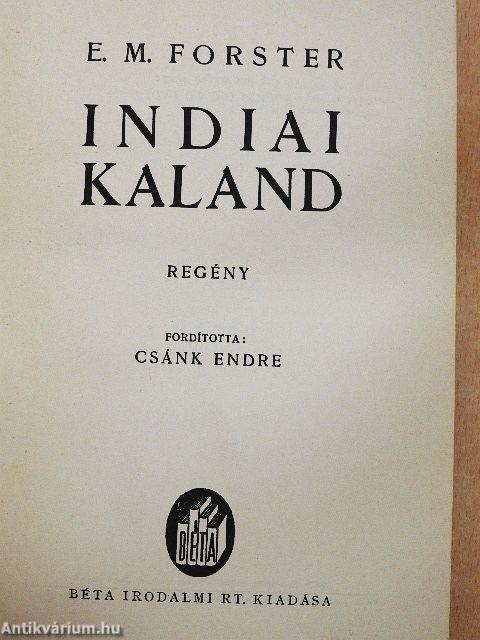 E. M. FORSTER
INDIAI
KALAND
REGÉNY
FORDÍTOTTA:
CSÁNK ENDRE
BÉTA
BÉTA IRODALMI RT. KIADÁSA
Antikvárium.hu